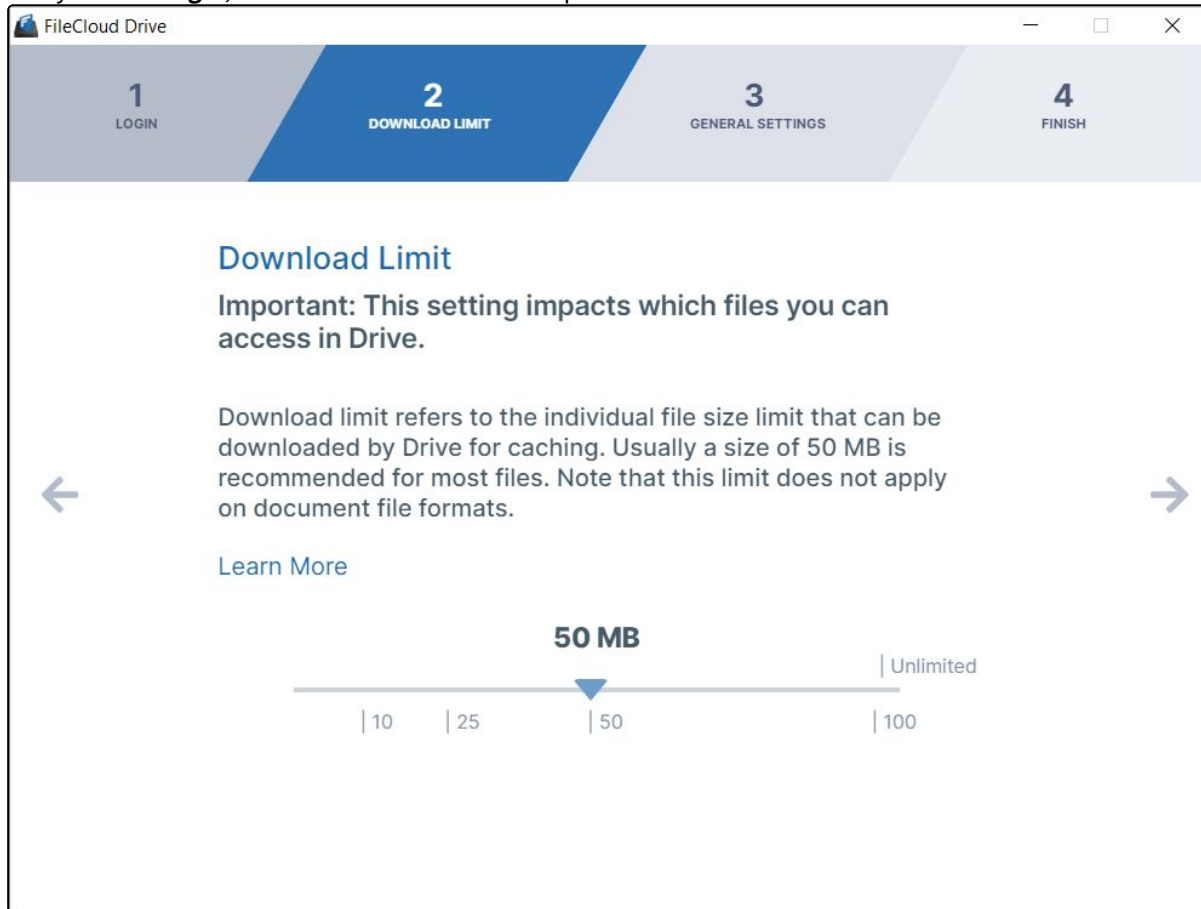 FileCloud Drive
1
LOGIN
2
DOWNLOAD LIMIT
3
GENERAL SETTINGS
4
FINISH
Download Limit
Important: This setting impacts which files you can
access in Drive.
Download limit refers to the individual file size limit that can be
downloaded by Drive for caching. Usually a size of 50 MB is
recommended for most files. Note that this limit does not apply
on document file formats.
Learn More
50 MB
Unlimited
10 25 50 100